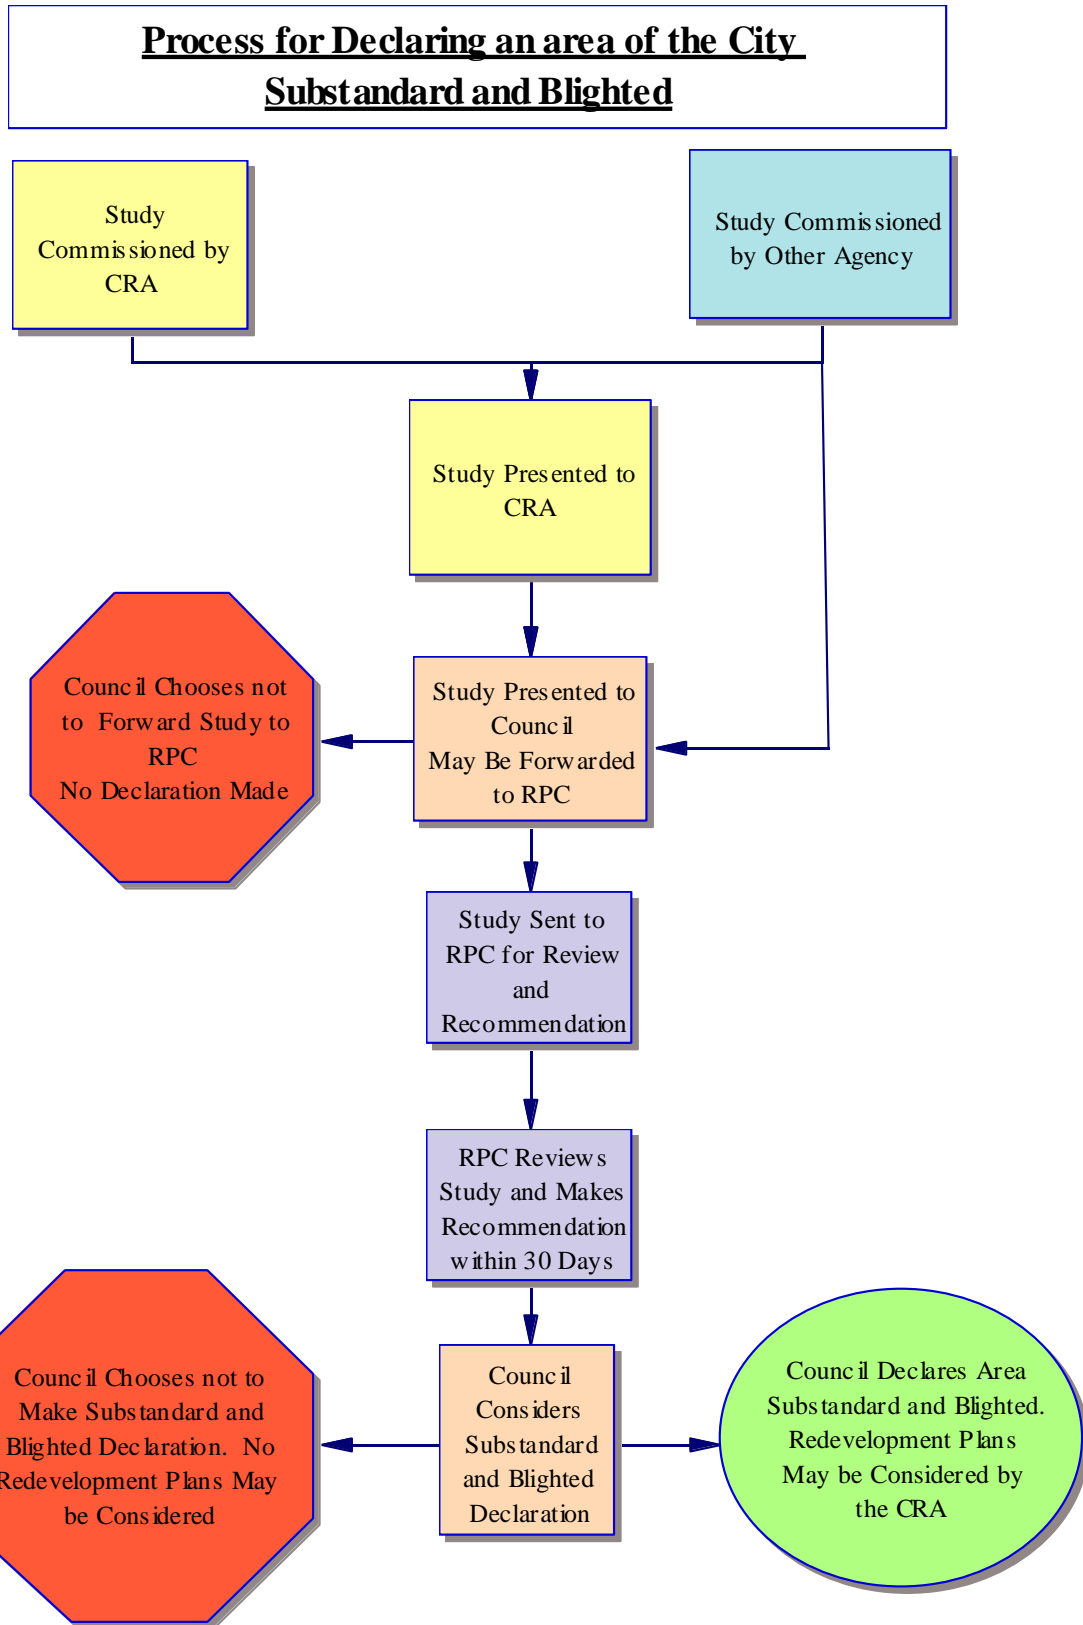 Process for Declaring an area of the City
Substandard and Blighted
Study
Commissioned by
CRA
Study Commissioned
by Other Agency
Study Presented to
CRA
Council Chooses not
to Forward Study to
RPC
No Declaration Made
Study Presented to
Council
May Be Forwarded
to RPC
Study Sent to
RPC for Review
and
Recommendation
RPC Reviews
Study and Makes
Recommendation
within 30 Days
Council Chooses not to
Make Substandard and
Blighted Declaration. No
Redevelopment Plans May
be Considered
Council
Considers
Substandard
and Blighted
Declaration
Council Declares Area
Substandard and Blighted.
Redevelopment Plans
May be Considered by
the CRA